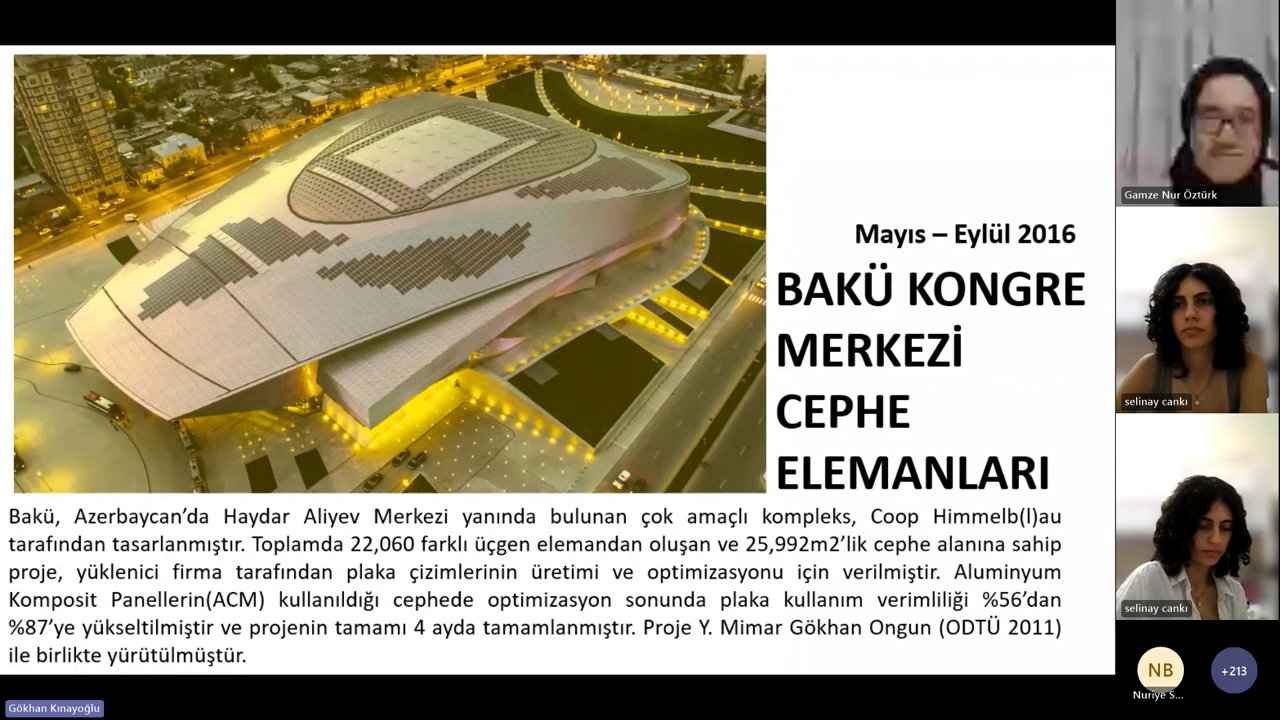 Mayıs – Eylül 2016
BAKÜ KONGRE
MERKEZİ
CEPHE
ELEMANLARI
Bakü, Azerbaycan’da Haydar Aliyev Merkezi yanında bulunan çok amaçlı kompleks, Coop Himmelb(l)au
tarafından tasarlanmıştır. Toplamda 22,060 farklı üçgen elemandan oluşan ve 25,992m2’lik cephe alanına sahip
proje, yüklenici firma tarafından plaka çizimlerinin üretimi ve optimizasyonu için verilmiştir. Aluminyum
Komposit Panellerin(ACM) kullanıldığı cephede optimizasyon sonunda plaka kullanım verimliliği %56’dan
%87’ye yükseltilmiştir ve projenin tamamı 4 ayda tamamlanmıştır. Proje Y. Mimar Gökhan Ongun (ODTÜ 2011)
ile birlikte yürütülmüştür.
Gamze Nur Öztürk
selinay cankı
selinay cankı
NB
Nuriye S...
+213
Gökhan Kınayoğlu